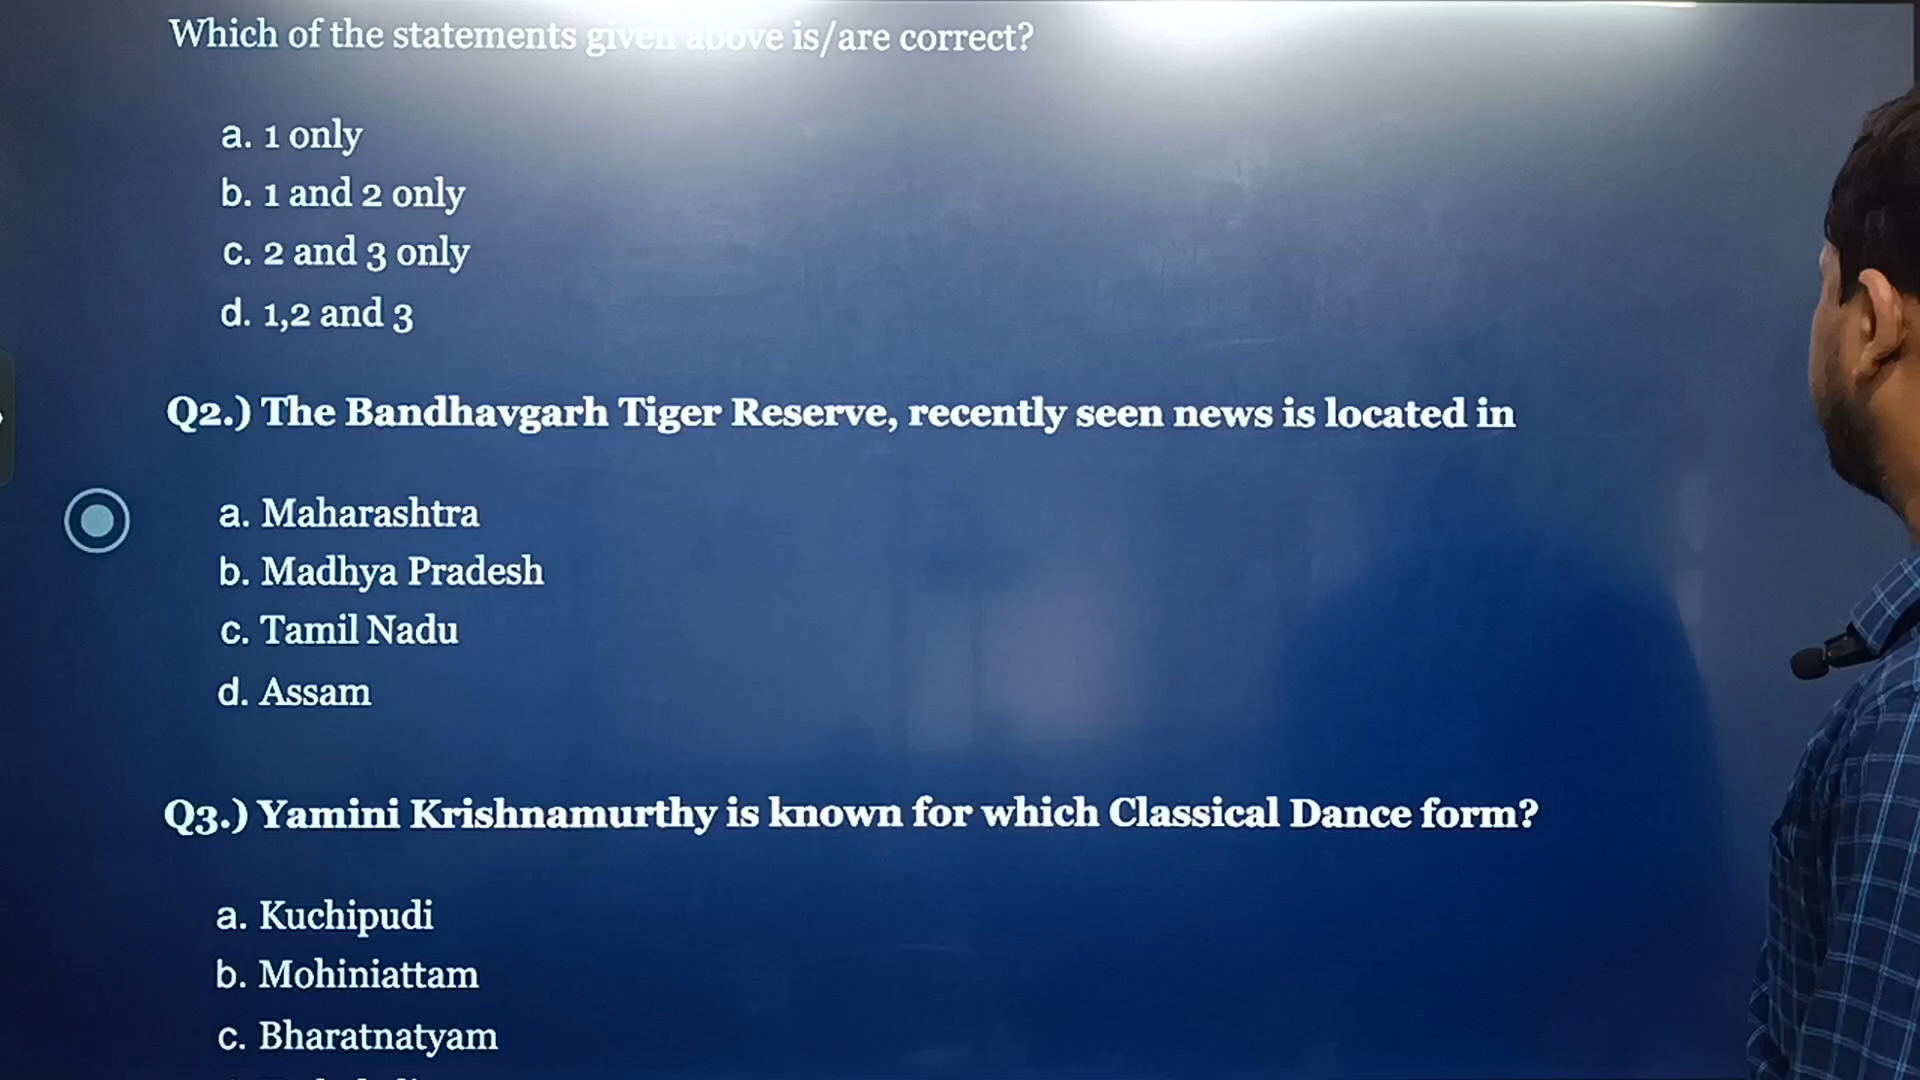 Which of the statements given above is/are correct?
a. 1 only
b. 1 and 2 only
c. 2 and 3 only
d. 1,2 and 3
Q2.) The Bandhavgarh Tiger Reserve, recently seen news is located in
a. Maharashtra
b. Madhya Pradesh
c. Tamil Nadu
d. Assam
Q3.) Yamini Krishnamurthy is known for which Classical Dance form?
a. Kuchipudi
b. Mohiniattam
c. Bharatnatyam